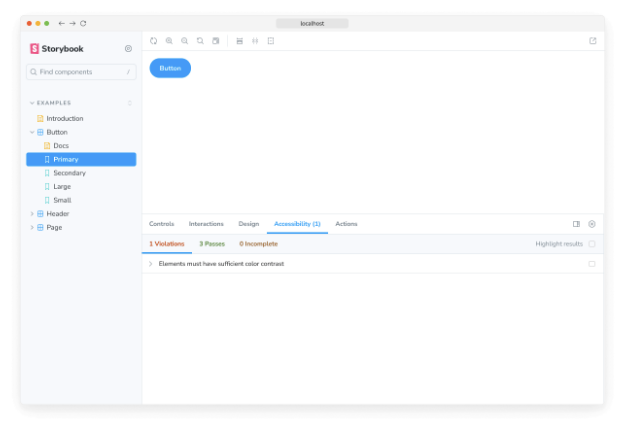 localhost
Storybook
Find components
/
EXAMPLES
Introduction
Button
Docs
Primary
Secondary
Large
Small
Header
Page
Button
Controls Interactions Design Accessibility (1) Actions
1 Violations 3 Passes 0 Incomplete Highlight results
Elements must have sufficient color contrast